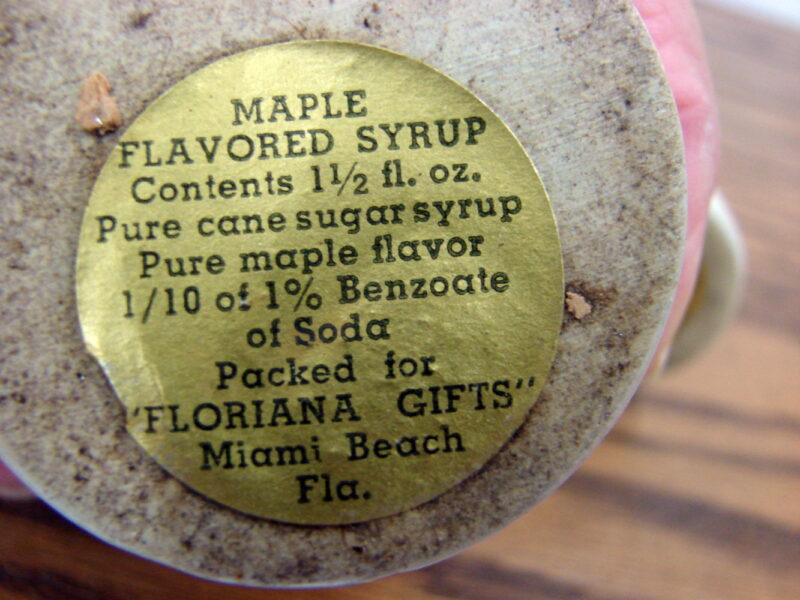 MAPLE
FLAVORED SYRUP
Contents 1½ fl. oz.
Pure cane sugar syrup
Pure maple flavor
1/10 of 1% Benzoate
of Soda
Packed for
"FLORIANA GIFTS"
Miami Beach
Fla.